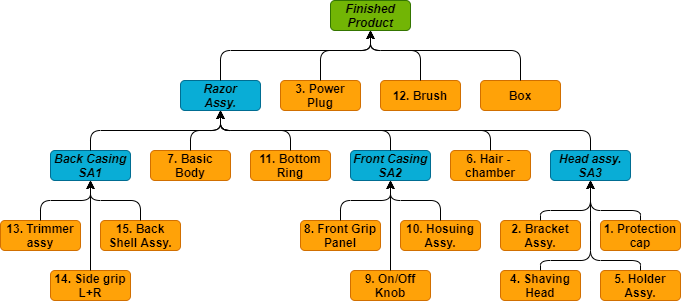 Finished
Product
Razor
Assy.
3. Power
Plug
12. Brush
Box
Back Casing
SA1
7. Basic
Body
11. Bottom
Ring
Front Casing
SA2
6. Hair -
chamber
Head assy.
SA3
13. Trimmer
assy
15. Back
Shell Assy.
8. Front Grip
Panel
10. Hosuing
Assy.
2. Bracket
Assy.
1. Protection
cap
14. Side grip
L+R
9. On/Off
Knob
4. Shaving
Head
5. Holder
Assy.